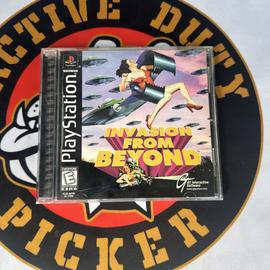 ACTIVE DUTY
PlayStation
INVASION
FROM
BEYOND
GT Interactive
Software
PICKER